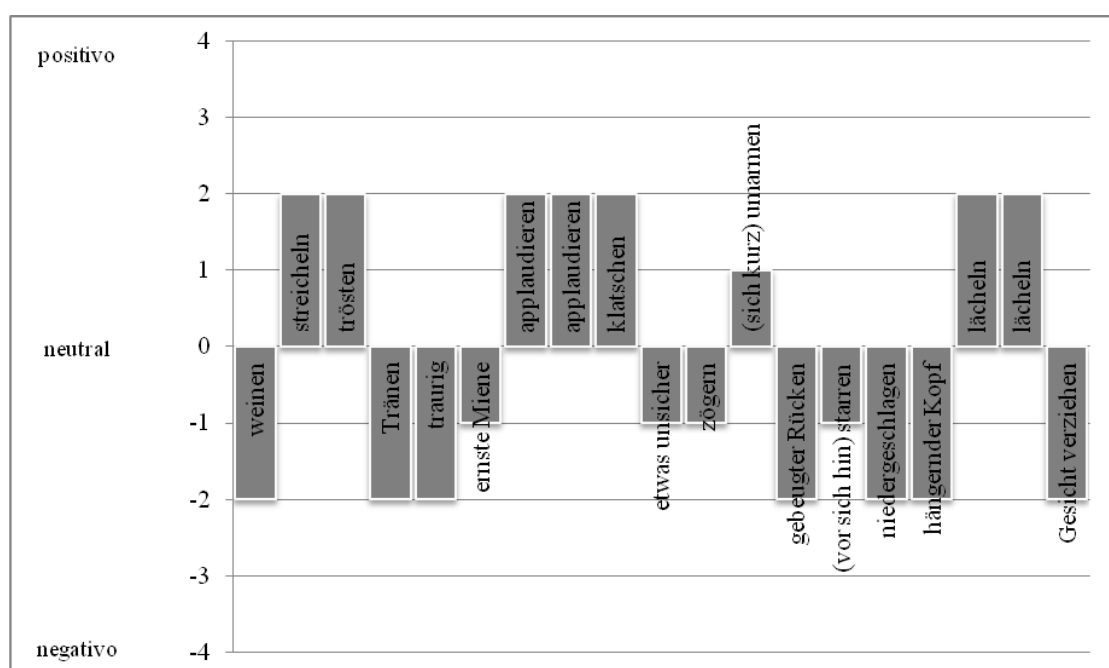 positivo
neutral
negativo
4
3
2
1
0
-1
-2
-3
-4
weinen
streicheln
trösten
Tränen
traurig
ernste Miene
applaudieren
applaudieren
klatschen
etwas unsicher
zögern
(sich kurz) umarmen
gebeugter Rücken
(vor sich hin) starren
niedergeschlagen
hängernder Kopf
lächeln
lächeln
Gesicht verziehen